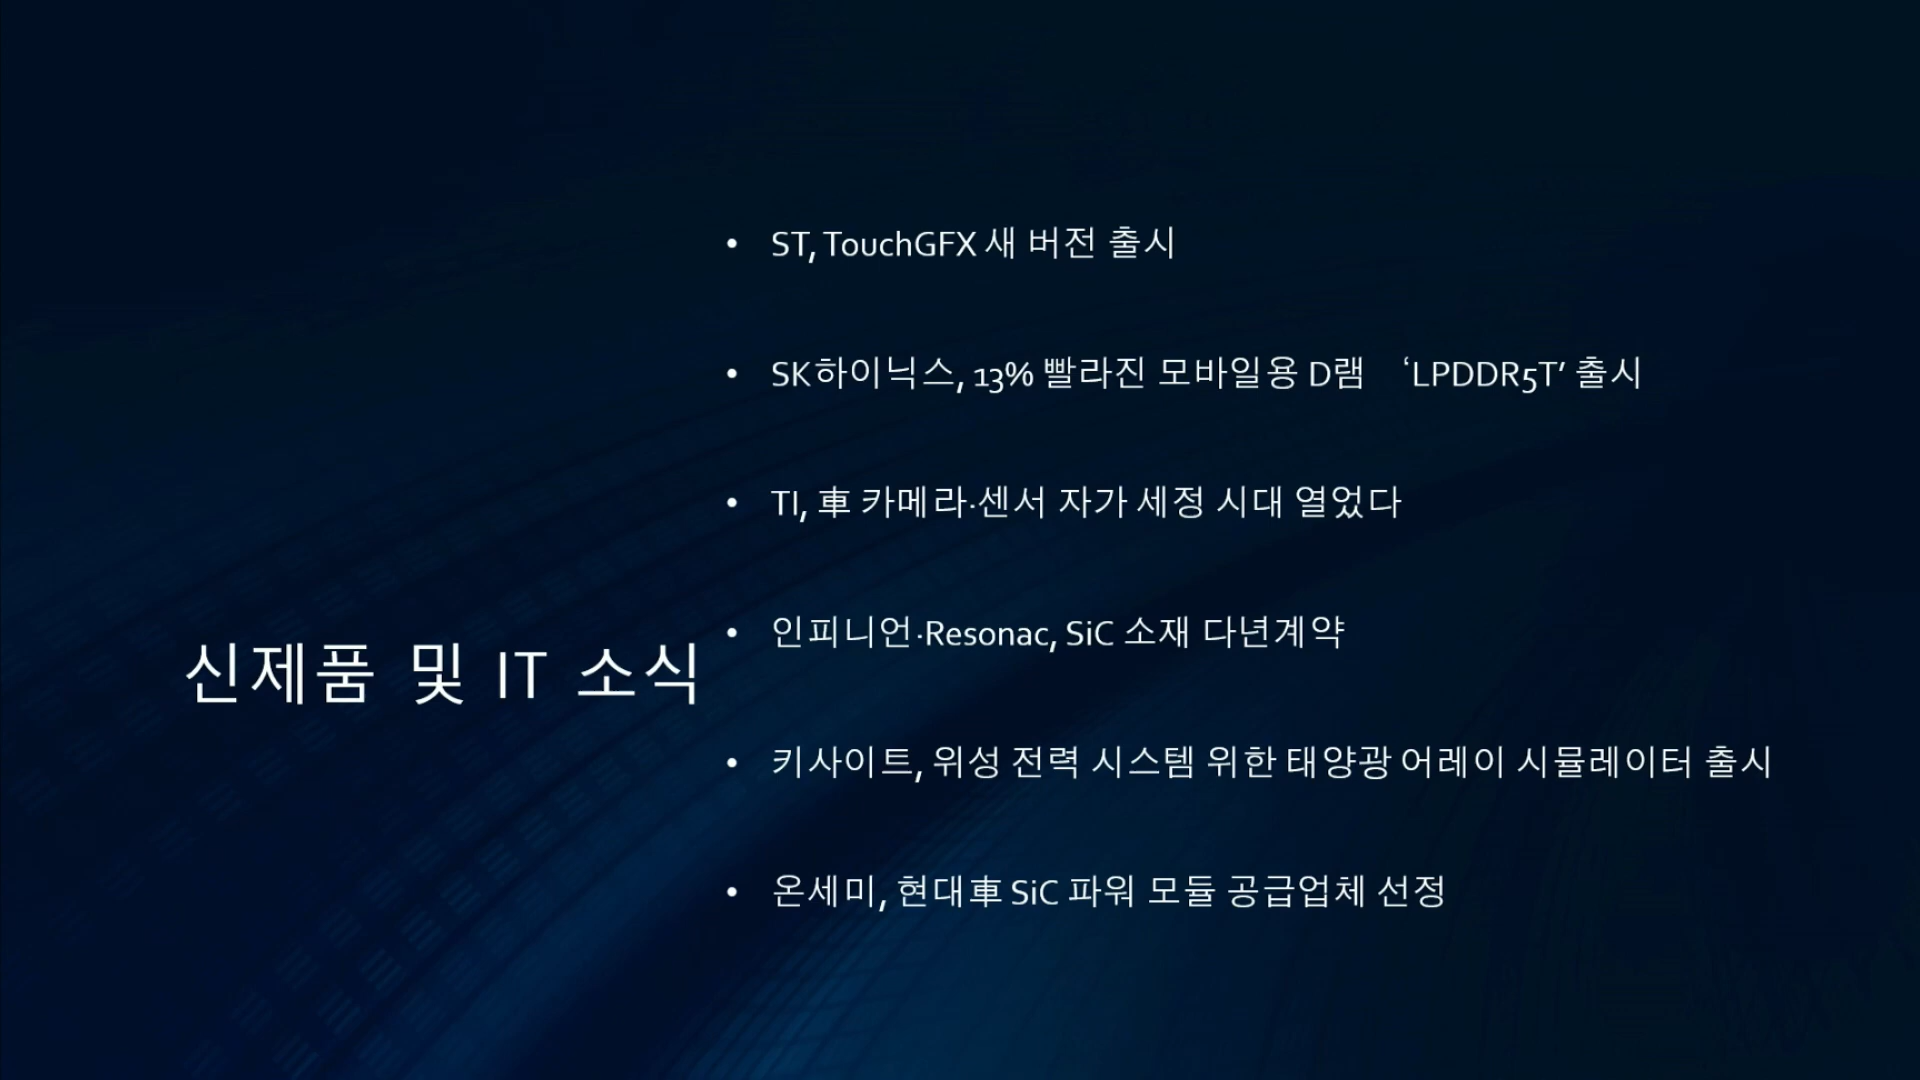 신제품 및 IT 소식
• ST, TouchGFX 새 버전 출시
• SK하이닉스, 13% 빨라진 모바일용 D램 ‘LPDDR5T’ 출시
• TI, 車 카메라·센서 자가 세정 시대 열었다
• 인피니언·Resonac, SiC 소재 다년계약
• 키사이트, 위성 전력 시스템 위한 태양광 어레이 시뮬레이터 출시
• 온세미, 현대車 SiC 파워 모듈 공급업체 선정